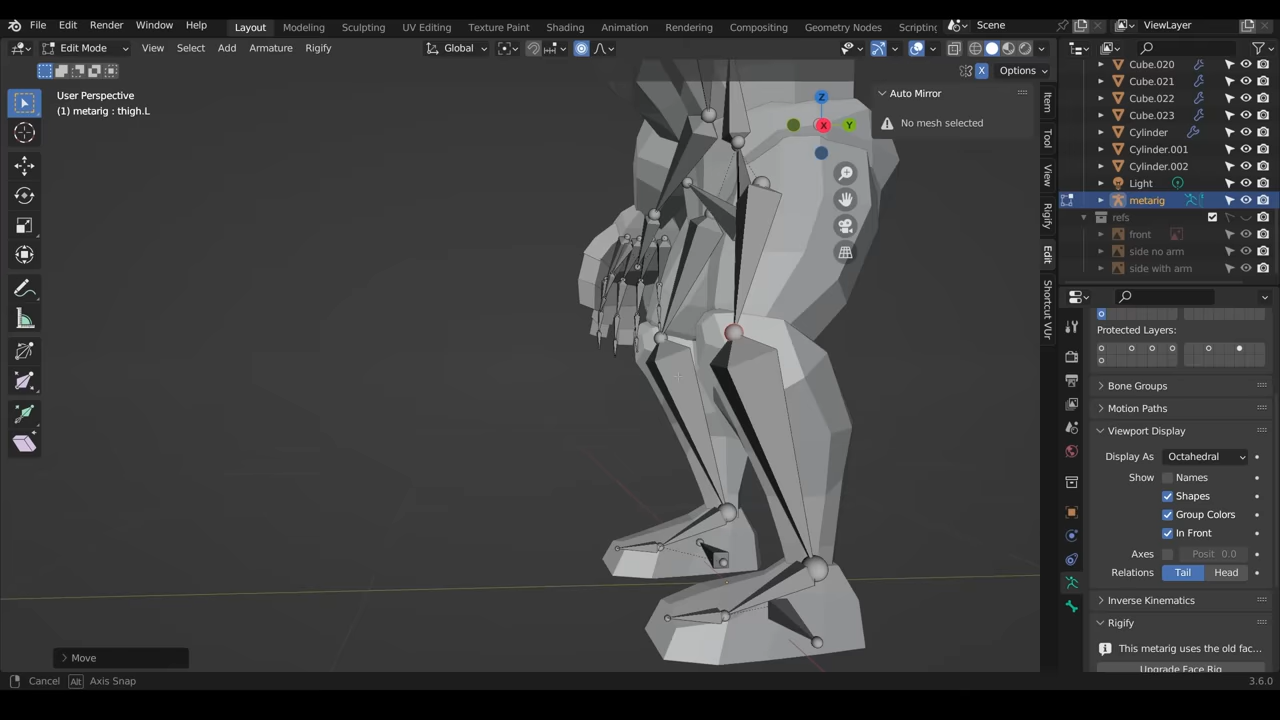 File Edit Render Window Help Layout Modeling Sculpting UV Editing Texture Paint Shading Animation Rendering Compositing Geometry Nodes Scripting Scene ViewLayer
Edit Mode View Select Add Armature Rigify Global
X Options
User Perspective
(1) metarig : thigh.L
Auto Mirror
No mesh selected
Z
X
Y
Item
Tool
View
Rigify
Edit
Shortcut VUr
Cube.020
Cube.021
Cube.022
Cube.023
Cylinder
Cylinder.001
Cylinder.002
Light
metarig
refs
front
side no arm
side with arm
Protected Layers:
Bone Groups
Motion Paths
Viewport Display
Display As Octahedral
Show Names
Shapes
Group Colors
In Front
Axes Posit 0.0
Relations Tail Head
Inverse Kinematics
Rigify
This metarig uses the old fac...
Upgrade Face Rig
Move
Cancel Alt Axis Snap 3.6.0